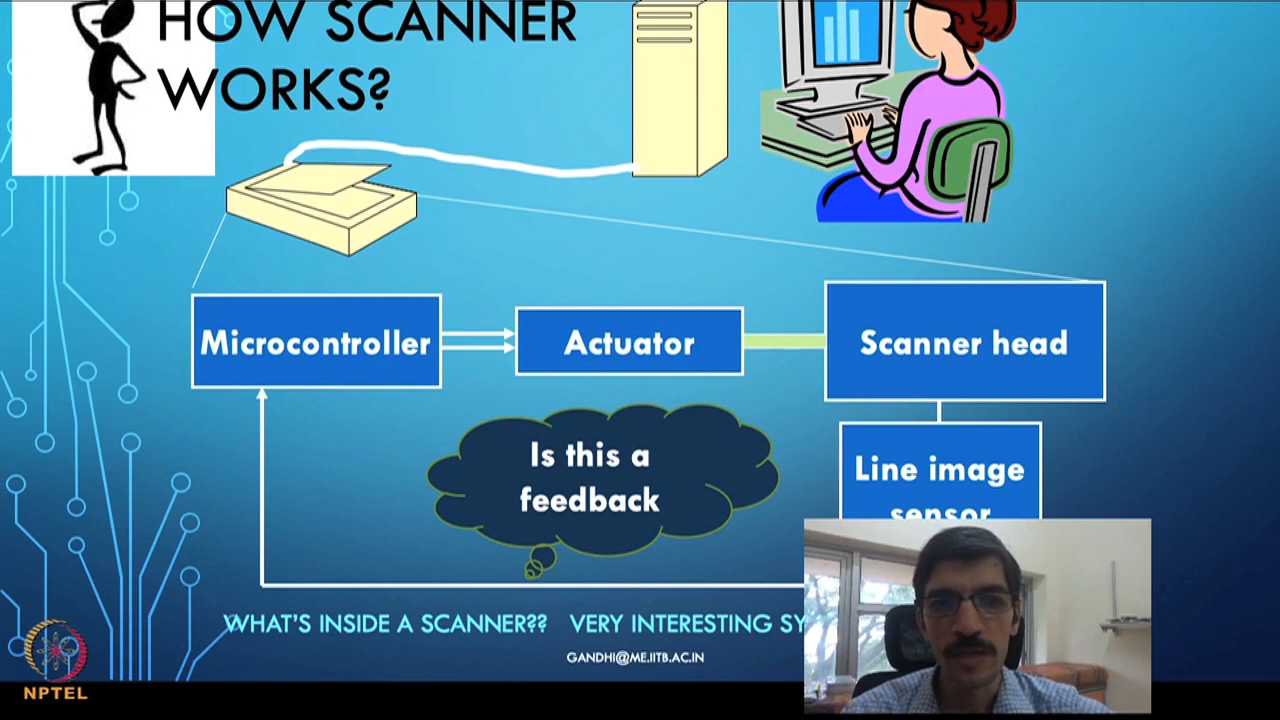 HOW SCANNER
WORKS?
Microcontroller
Actuator
Scanner head
Is this a
feedback
Line image
sensor
WHAT'S INSIDE A SCANNER?? VERY INTERESTING SY
GANDHI@ME.IITB.AC.IN
NPTEL